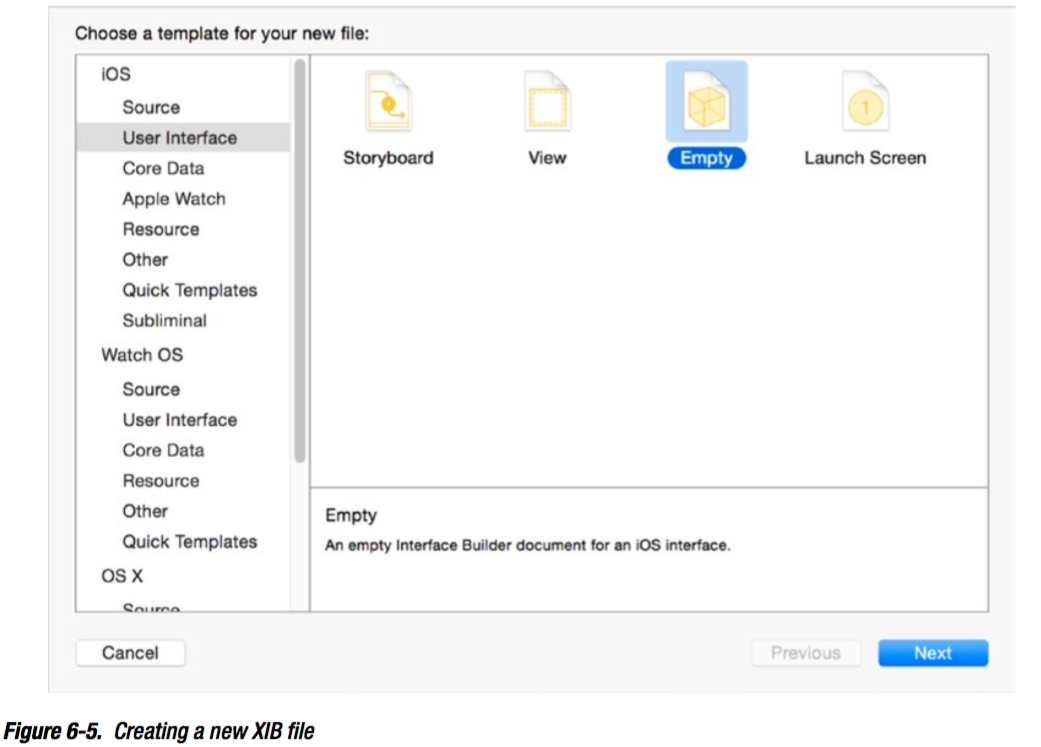 Choose a template for your new file:
iOS
Source
User Interface
Core Data
Apple Watch
Resource
Other
Quick Templates
Subliminal
Watch OS
Source
User Interface
Core Data
Resource
Other
Quick Templates
OS X
Source
Storyboard
View
Empty
1
Launch Screen
Empty
An empty Interface Builder document for an iOS interface.
Cancel
Previous
Next
Figure 6-5. Creating a new XIB file